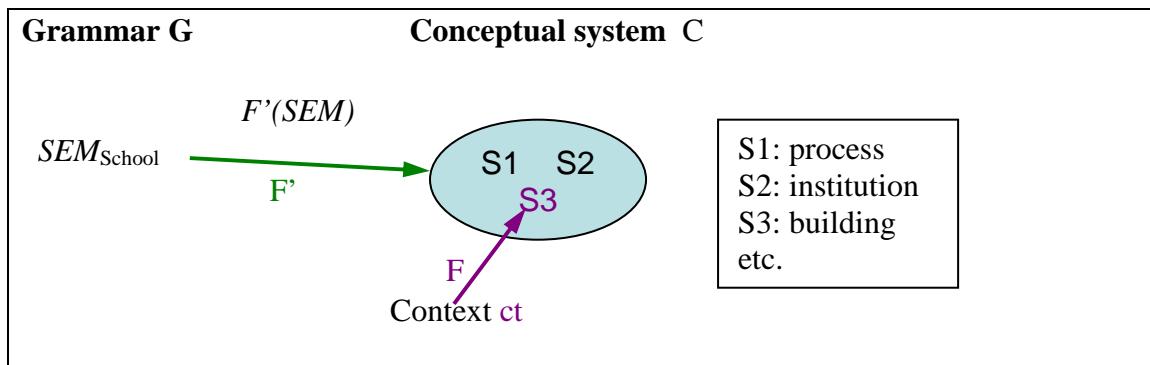 Grammar G Conceptual system C
F’(SEM)
SEMSchool
F’
S1 S2
S3
F
Context ct
S1: process
S2: institution
S3: building
etc.